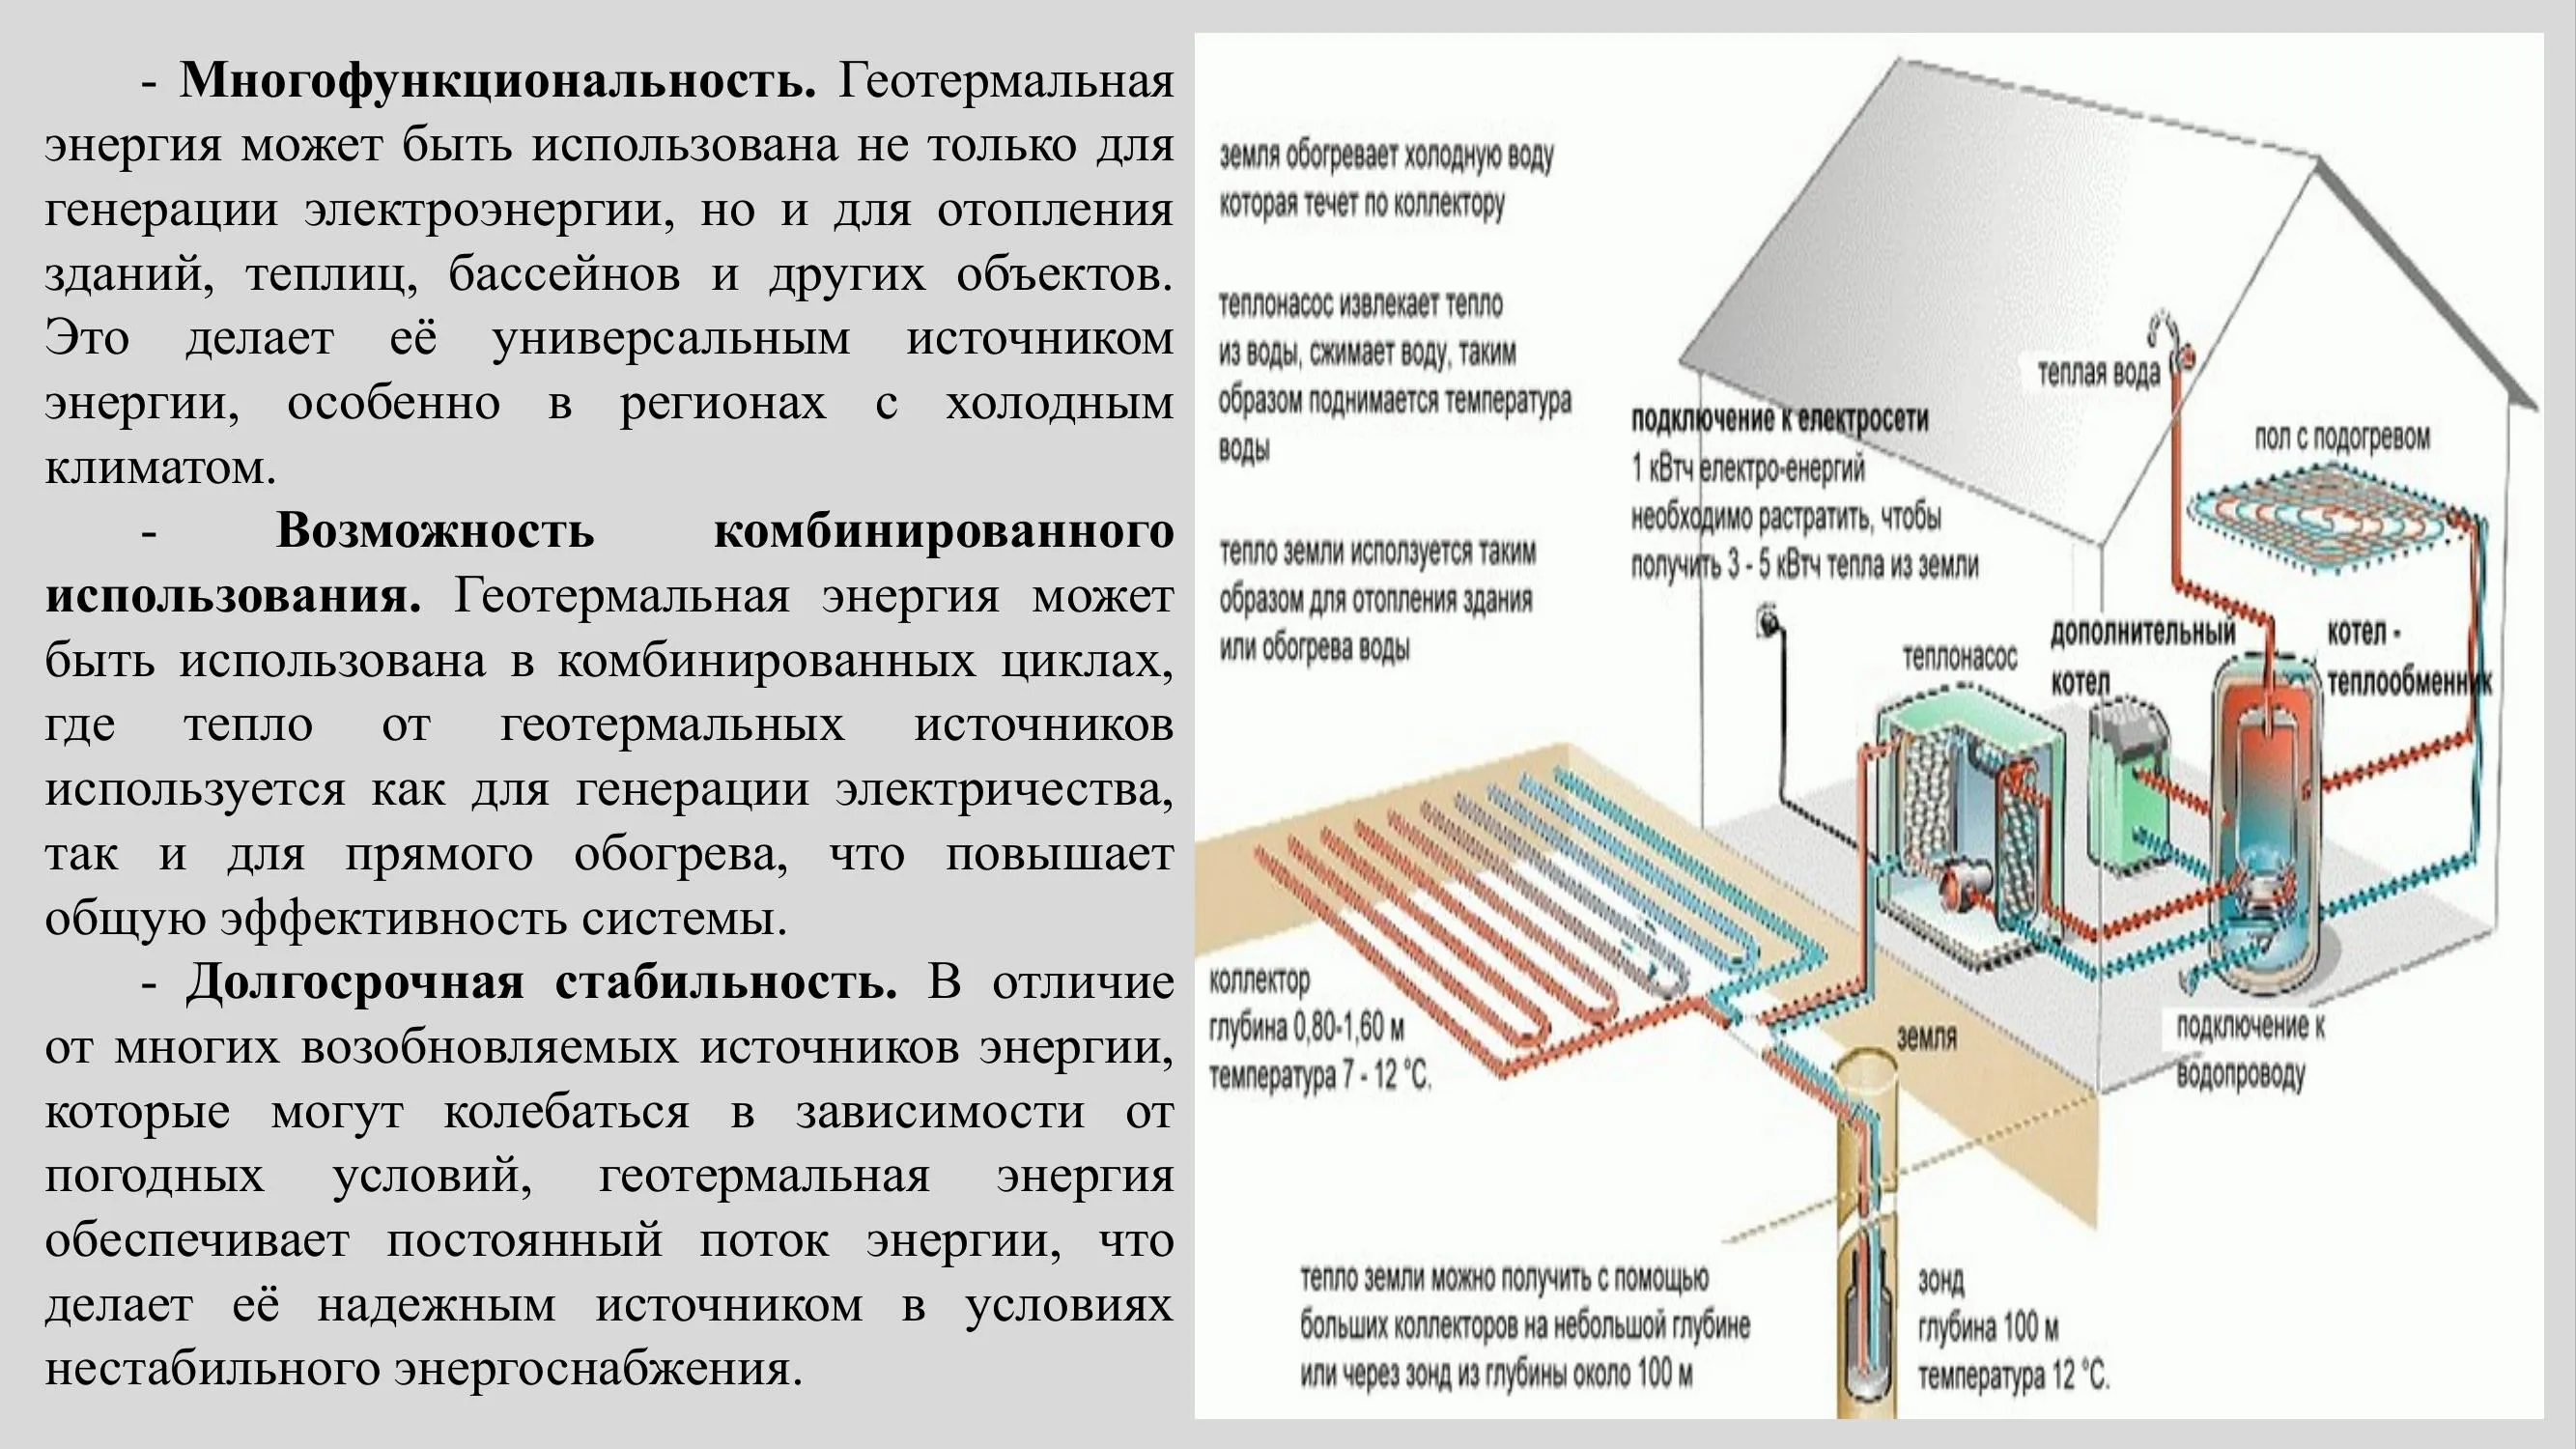 - Многофункциональность. Геотермальная
энергия может быть использована не только для
генерации электроэнергии, но и для отопления
зданий, теплиц, бассейнов и других объектов.
Это делает её универсальным источником
энергии, особенно в регионах с холодным
климатом.
- Возможность комбинированного
использования. Геотермальная энергия может
быть использована в комбинированных циклах,
где тепло от геотермальных источников
используется как для генерации электричества,
так и для прямого обогрева, что повышает
общую эффективность системы.
- Долгосрочная стабильность. В отличие
от многих возобновляемых источников энергии,
которые могут колебаться в зависимости от
погодных условий, геотермальная энергия
обеспечивает постоянный поток энергии, что
делает её надежным источником в условиях
нестабильного энергоснабжения.
земля обогревает холодную воду
которая течет по коллектору
теплонасос извлекает тепло
из воды, сжимает воду, таким
образом поднимается температура
воды
тепло земли исползуется таким
образом для отопления здания
или обогрева воды
подключение к електросети
1 кВтч електро-енергий
необходимо растратить, чтобы
получить 3 - 5 кВтч тепла из земли
теплая вода
пол с подогревом
теплонасос
дополнительный
котел
котел -
теплообменник
коллектор
глубина 0,80-1,60 м
температура 7 - 12 °C.
земля
подключение к
водопроводу
тепло земли можно получить с помощью
больших коллекторов на небольшой глубине
или через зонд из глубины около 100 м
зонд
глубина 100 м
температура 12 °C.